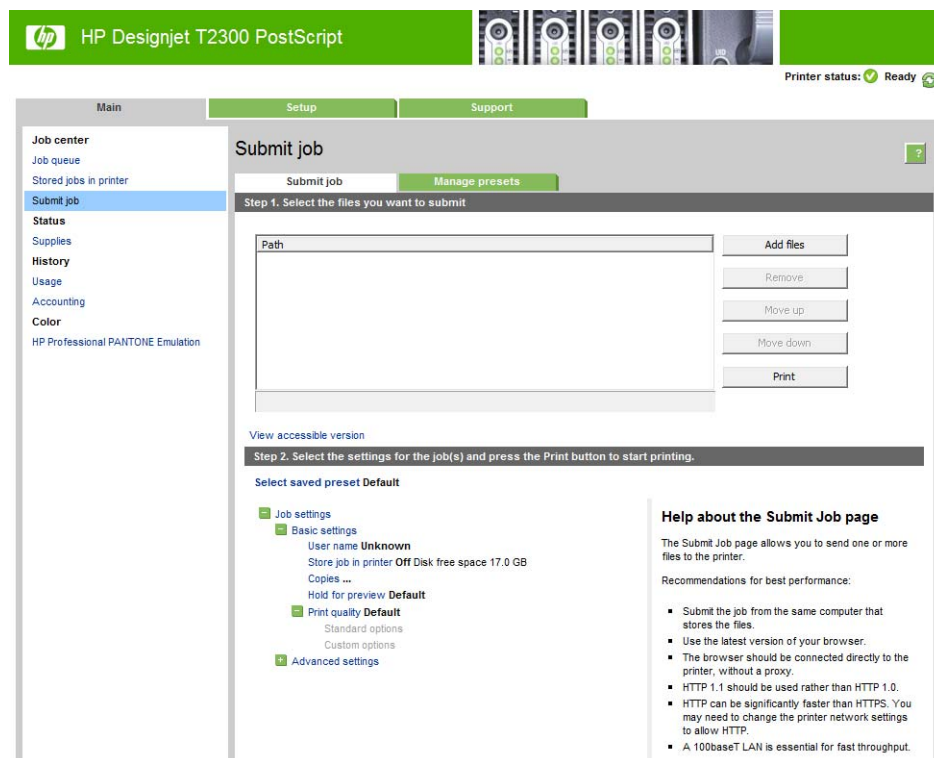 hp HP Designjet T2300 PostScript
UID
Printer status: Ready
Main Setup Support
Job center
Job queue
Stored jobs in printer
Submit job
Status
Supplies
History
Usage
Accounting
Color
HP Professional PANTONE Emulation
Submit job
?
Submit job Manage presets
Step 1. Select the files you want to submit
Path
Add files
Remove
Move up
Move down
Print
View accessible version
Step 2. Select the settings for the job(s) and press the Print button to start printing.
Select saved preset Default
Job settings
Basic settings
User name Unknown
Store job in printer Off Disk free space 17.0 GB
Copies ...
Hold for preview Default
Print quality Default
Standard options
Custom options
Advanced settings
Help about the Submit Job page
The Submit Job page allows you to send one or more
files to the printer.
Recommendations for best performance:
Submit the job from the same computer that
stores the files.
Use the latest version of your browser.
The browser should be connected directly to the
printer, without a proxy.
HTTP 1.1 should be used rather than HTTP 1.0.
HTTP can be significantly faster than HTTPS. You
may need to change the printer network settings
to allow HTTP.
A 100baseT LAN is essential for fast throughput.